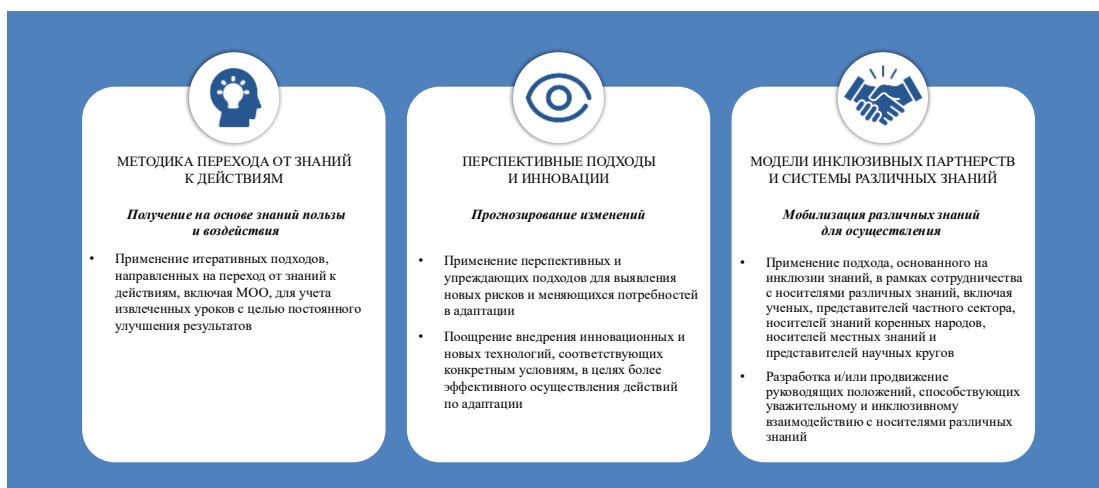 МЕТОДИКА ПЕРЕХОДА ОТ ЗНАНИЙ
К ДЕЙСТВИЯМ
Получение на основе знаний пользы
и воздействия
• Применение итеративных подходов,
направленных на переход от знаний к
действиям, включая МОО, для учета
извлеченных уроков с целью постоянного
улучшения результатов
ПЕРСПЕКТИВНЫЕ ПОДХОДЫ
И ИННОВАЦИИ
Прогнозирование изменений
• Применение перспективных и
упреждающих подходов для выявления
новых рисков и меняющихся потребностей
в адаптации
• Поощрение внедрения инновационных и
новых технологий, соответствующих
конкретным условиям, в целях более
эффективного осуществления действий
по адаптации
МОДЕЛИ ИНКЛЮЗИВНЫХ ПАРТНЕРСТВ
И СИСТЕМЫ РАЗЛИЧНЫХ ЗНАНИЙ
Мобилизация различных знаний
для осуществления
• Применение подхода, основанного на
инклюзии знаний, в рамках сотрудничества
с носителями различных знаний, включая
ученых, представителей частного сектора,
носителей знаний коренных народов,
носителей местных знаний и
представителей научных кругов
• Разработка и/или продвижение
руководящих положений, способствующих
уважительному и инклюзивному
взаимодействию с носителями различных
знаний